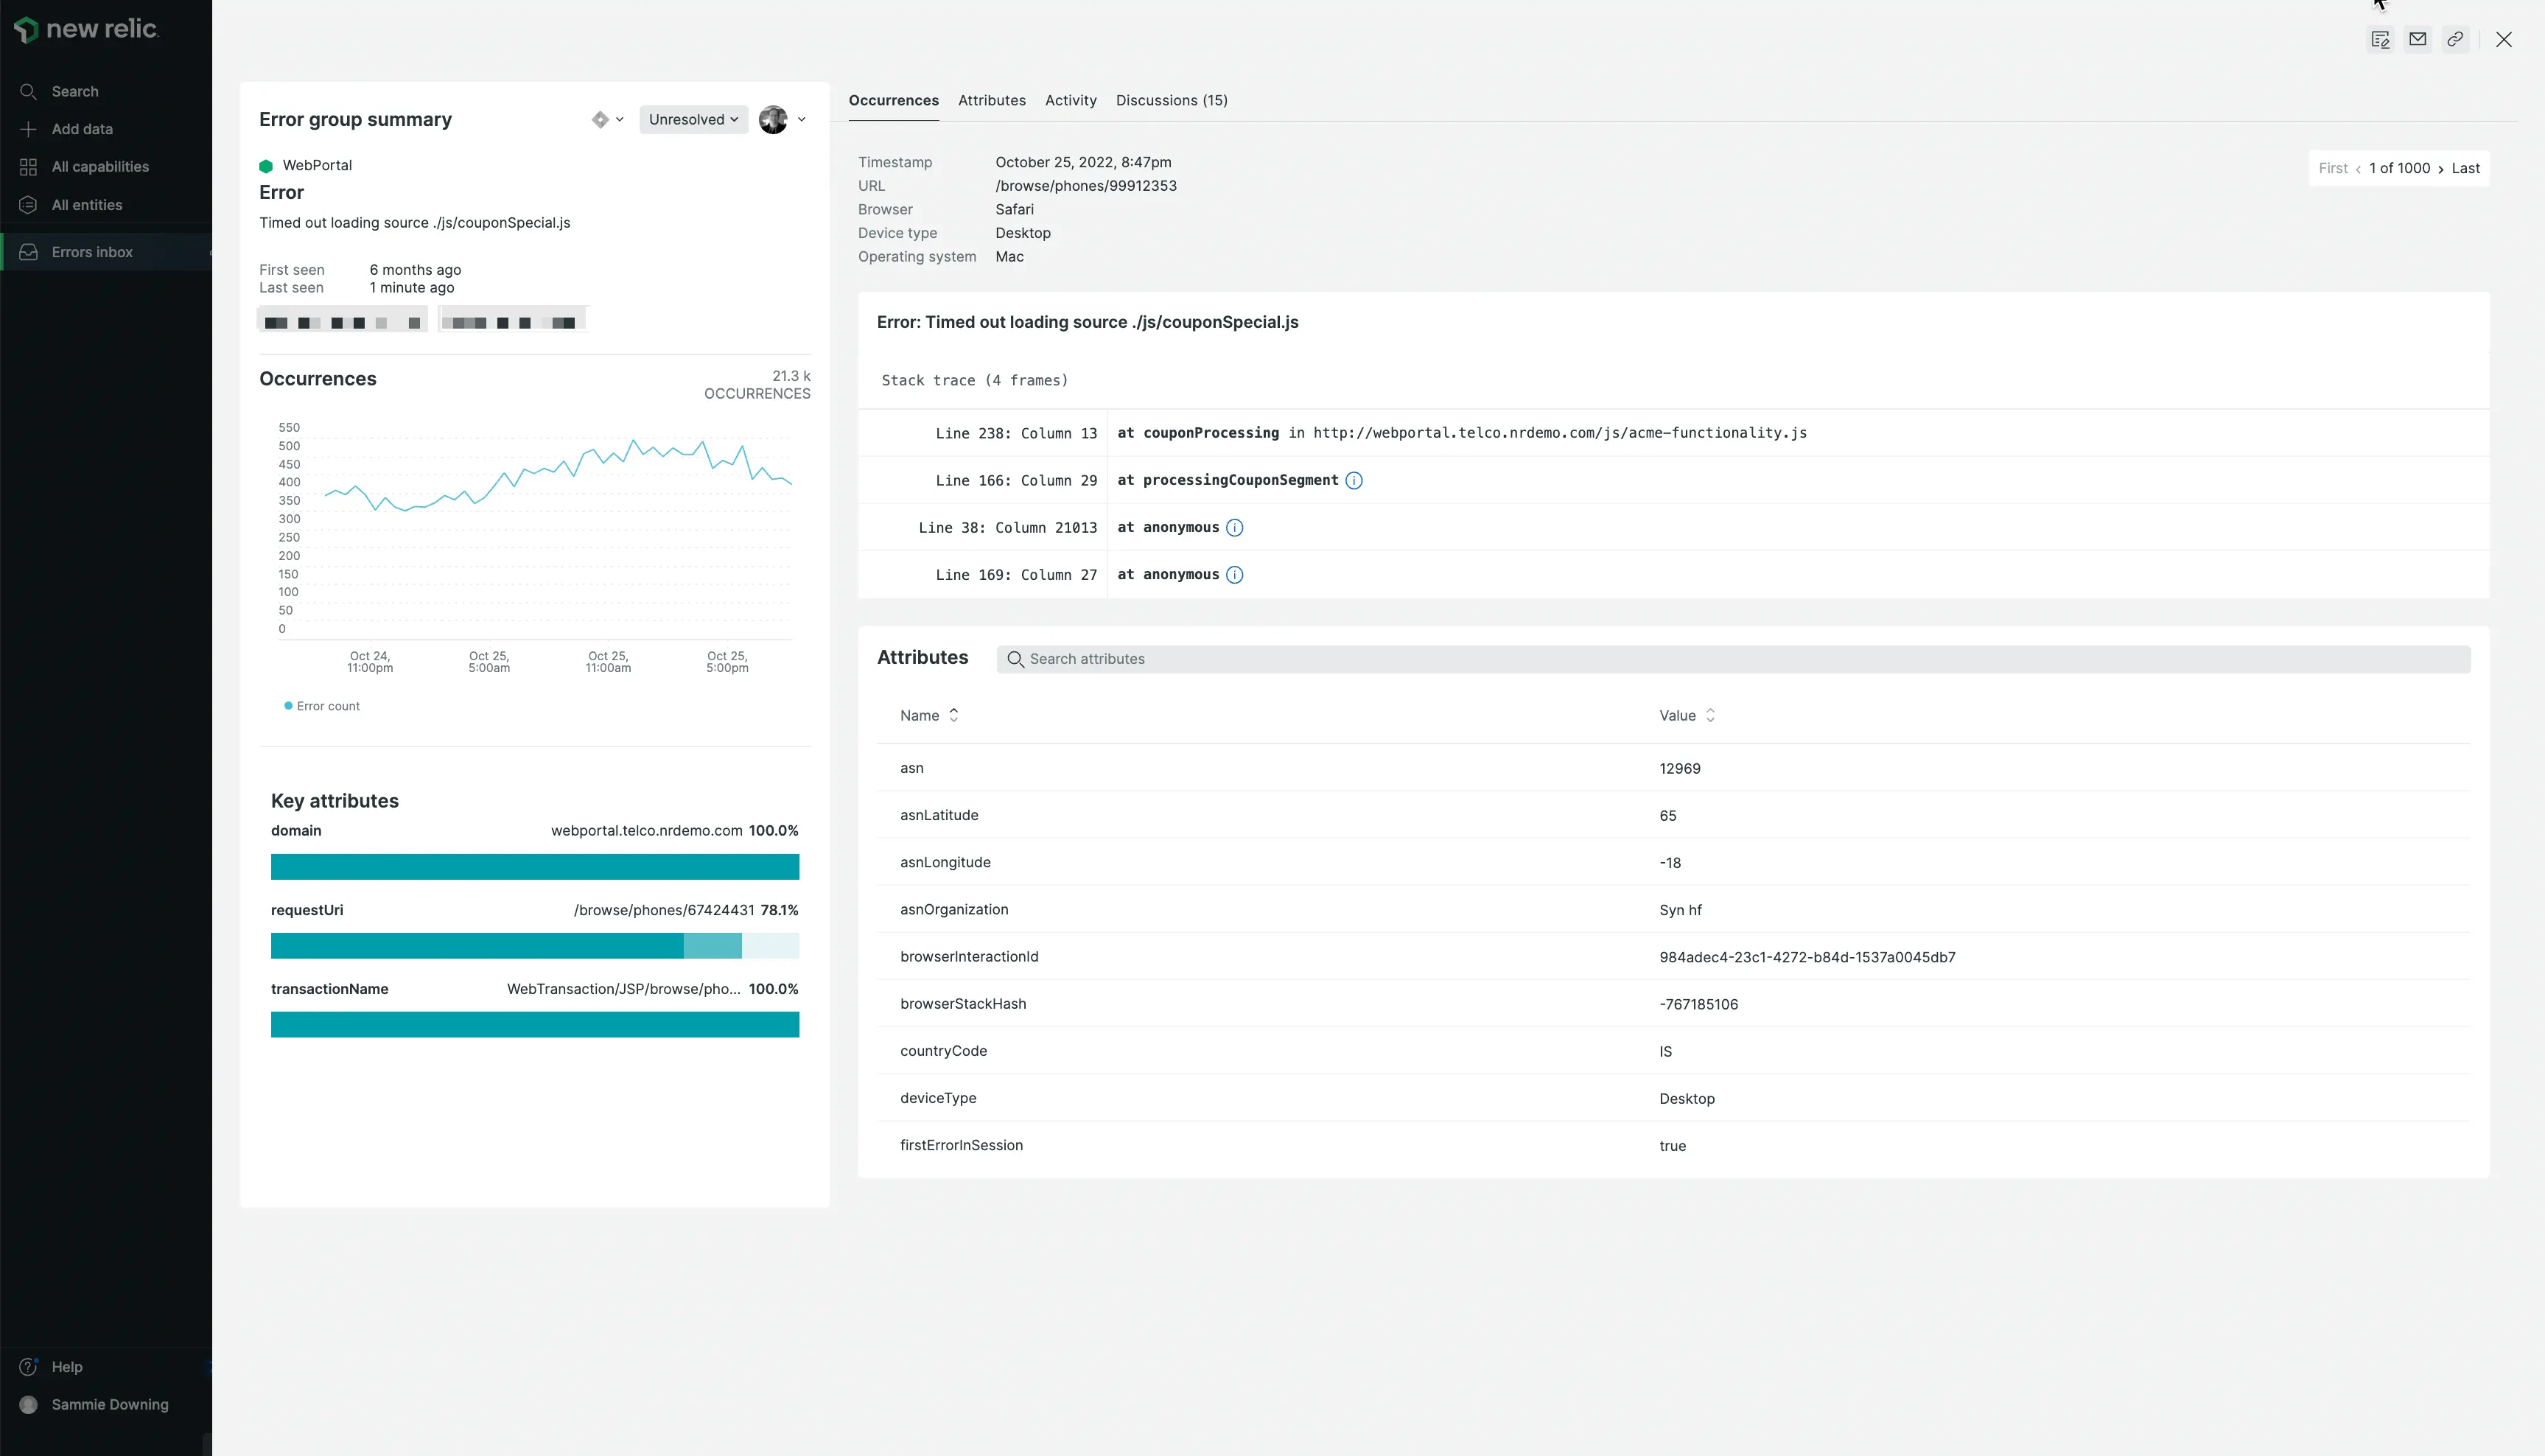 new relic.
Search
Add data
All capabilities
All entities
Errors inbox
Help
Sammie Downing
Error group summary
Unresolved
WebPortal
Error
Timed out loading source ./js/couponSpecial.js
First seen 6 months ago
Last seen 1 minute ago
Occurrences
21.3 k
OCCURRENCES
550
500
450
400
350
300
250
200
150
100
50
0
Oct 24, 11:00pm
Oct 25, 5:00am
Oct 25, 11:00am
Oct 25, 5:00pm
Error count
Key attributes
domain webportal.telco.nrdemo.com 100.0%
requestUri /browse/phones/67424431 78.1%
transactionName WebTransaction/JSP/browse/pho... 100.0%
Occurrences Attributes Activity Discussions (15)
Timestamp October 25, 2022, 8:47pm
URL /browse/phones/99912353
Browser Safari
Device type Desktop
Operating system Mac
First < 1 of 1000 > Last
Error: Timed out loading source ./js/couponSpecial.js
Stack trace (4 frames)
Line 238: Column 13 at couponProcessing in http://webportal.telco.nrdemo.com/js/acme-functionality.js
Line 166: Column 29 at processingCouponSegment
Line 38: Column 21013 at anonymous
Line 169: Column 27 at anonymous
Attributes Search attributes
Name Value
asn 12969
asnLatitude 65
asnLongitude -18
asnOrganization Syn hf
browserInteractionId 984adec4-23c1-4272-b84d-1537a0045db7
browserStackHash -767185106
countryCode IS
deviceType Desktop
firstErrorInSession true